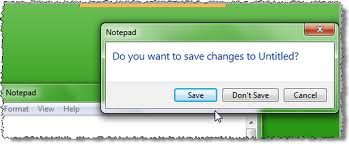 Notepad
Do you want to save changes to Untitled?
Save Don't Save Cancel
Notepad
Format View Help